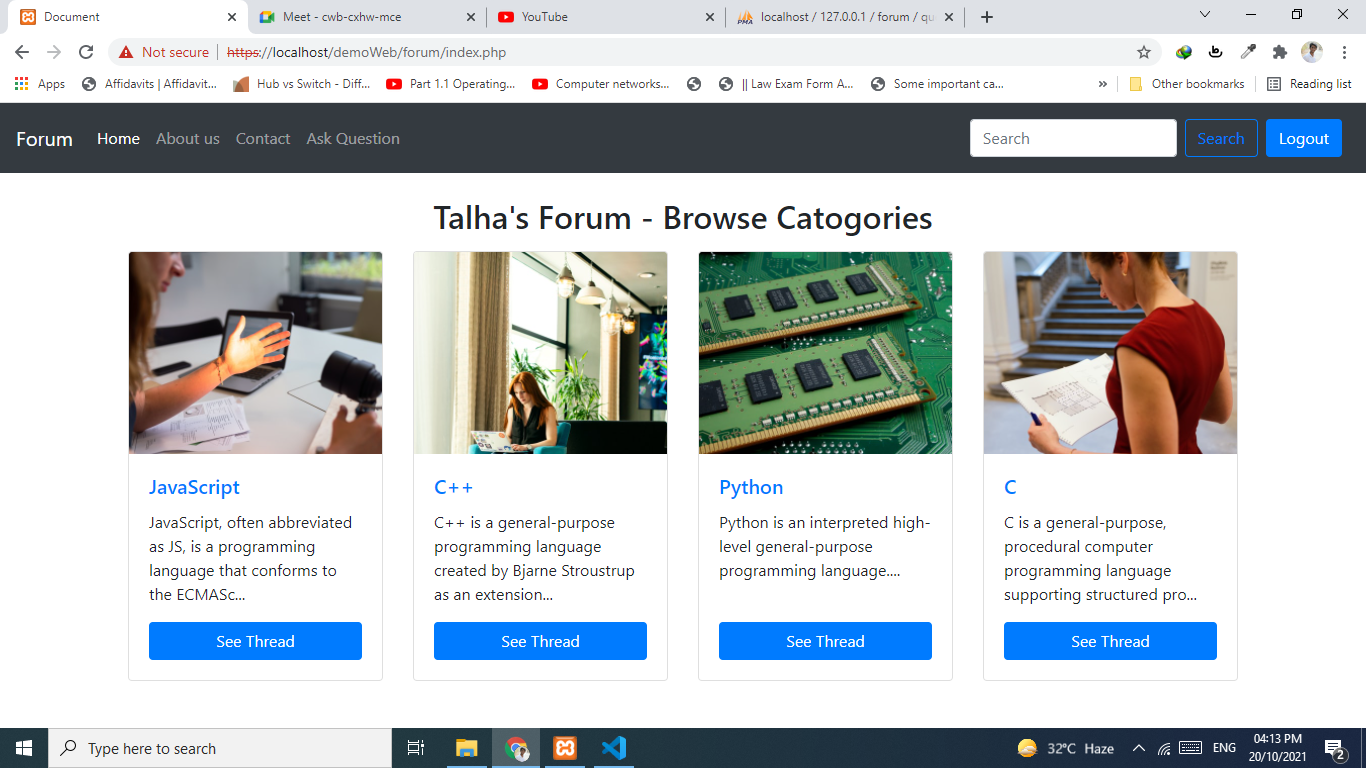 Document
Meet - cwb-cxhw-mce
YouTube
localhost / 127.0.0.1 / forum / qu
Not secure
https://localhost/demoWeb/forum/index.php
Apps
Affidavits | Affidavit...
Hub vs Switch - Diff...
Part 1.1 Operating...
Computer networks...
|| Law Exam Form A...
Some important ca...
»
Other bookmarks
Reading list
Forum
Home
About us
Contact
Ask Question
Search
Search
Logout
Talha's Forum - Browse Catogories
JavaScript
JavaScript, often abbreviated
as JS, is a programming
language that conforms to
the ECMASc...
See Thread
C++
C++ is a general-purpose
programming language
created by Bjarne Stroustrup
as an extension...
See Thread
Python
Python is an interpreted high-
level general-purpose
programming language....
See Thread
C
C is a general-purpose,
procedural computer
programming language
supporting structured pro...
See Thread
Type here to search
32°C Haze
ENG
04:13 PM
20/10/2021
2